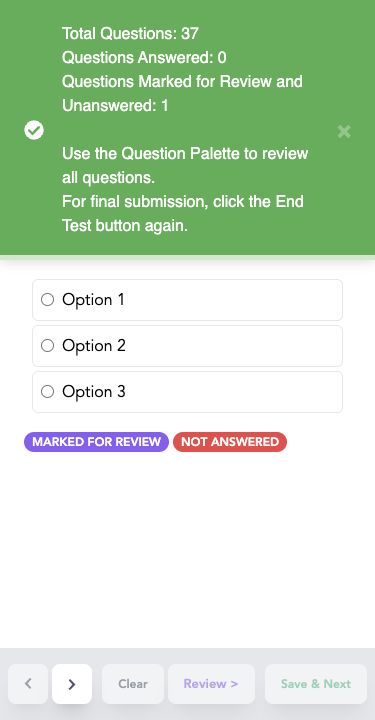 Total Questions: 37
Questions Answered: 0
Questions Marked for Review and
Unanswered: 1
Use the Question Palette to review
all questions.
For final submission, click the End
Test button again.
Option 1
Option 2
Option 3
MARKED FOR REVIEW NOT ANSWERED
Clear Review > Save & Next